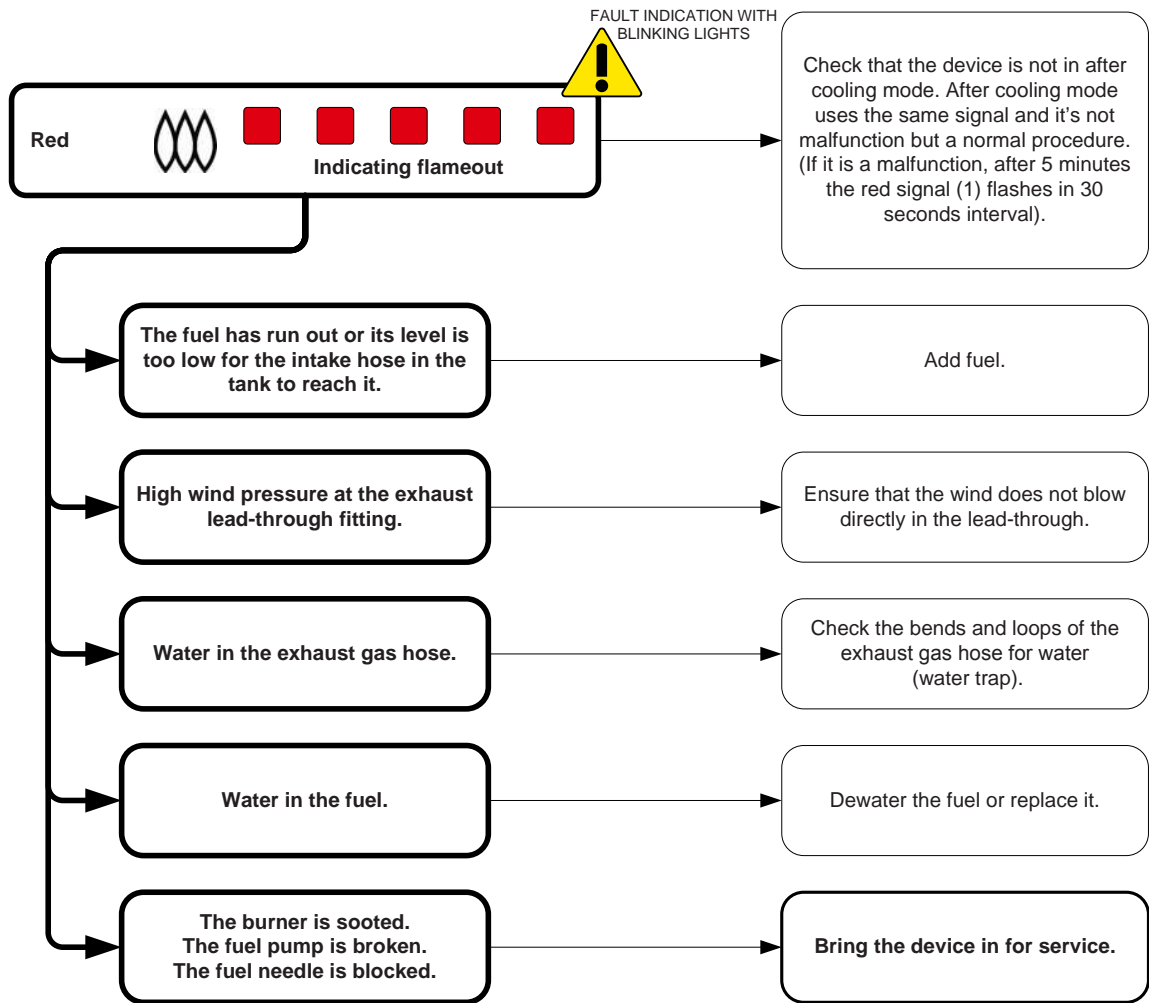 FAULT INDICATION WITH
BLINKING LIGHTS
Red
Indicating flameout
Check that the device is not in after
cooling mode. After cooling mode
uses the same signal and it's not
malfunction but a normal procedure.
(If it is a malfunction, after 5 minutes
the red signal (1) flashes in 30
seconds interval).
The fuel has run out or its level is
too low for the intake hose in the
tank to reach it.
Add fuel.
High wind pressure at the exhaust
lead-through fitting.
Ensure that the wind does not blow
directly in the lead-through.
Water in the exhaust gas hose.
Check the bends and loops of the
exhaust gas hose for water
(water trap).
Water in the fuel.
Dewater the fuel or replace it.
The burner is sooted.
The fuel pump is broken.
The fuel needle is blocked.
Bring the device in for service.